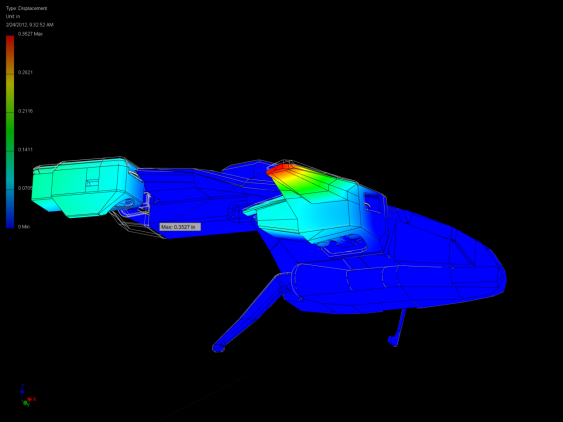 Type: Displacement
Unit: in
2/24/2012, 9:32:52 AM
0.3527 Max
0.2821
0.2116
0.1411
0.0705
0 Min
Max: 0.3527 in